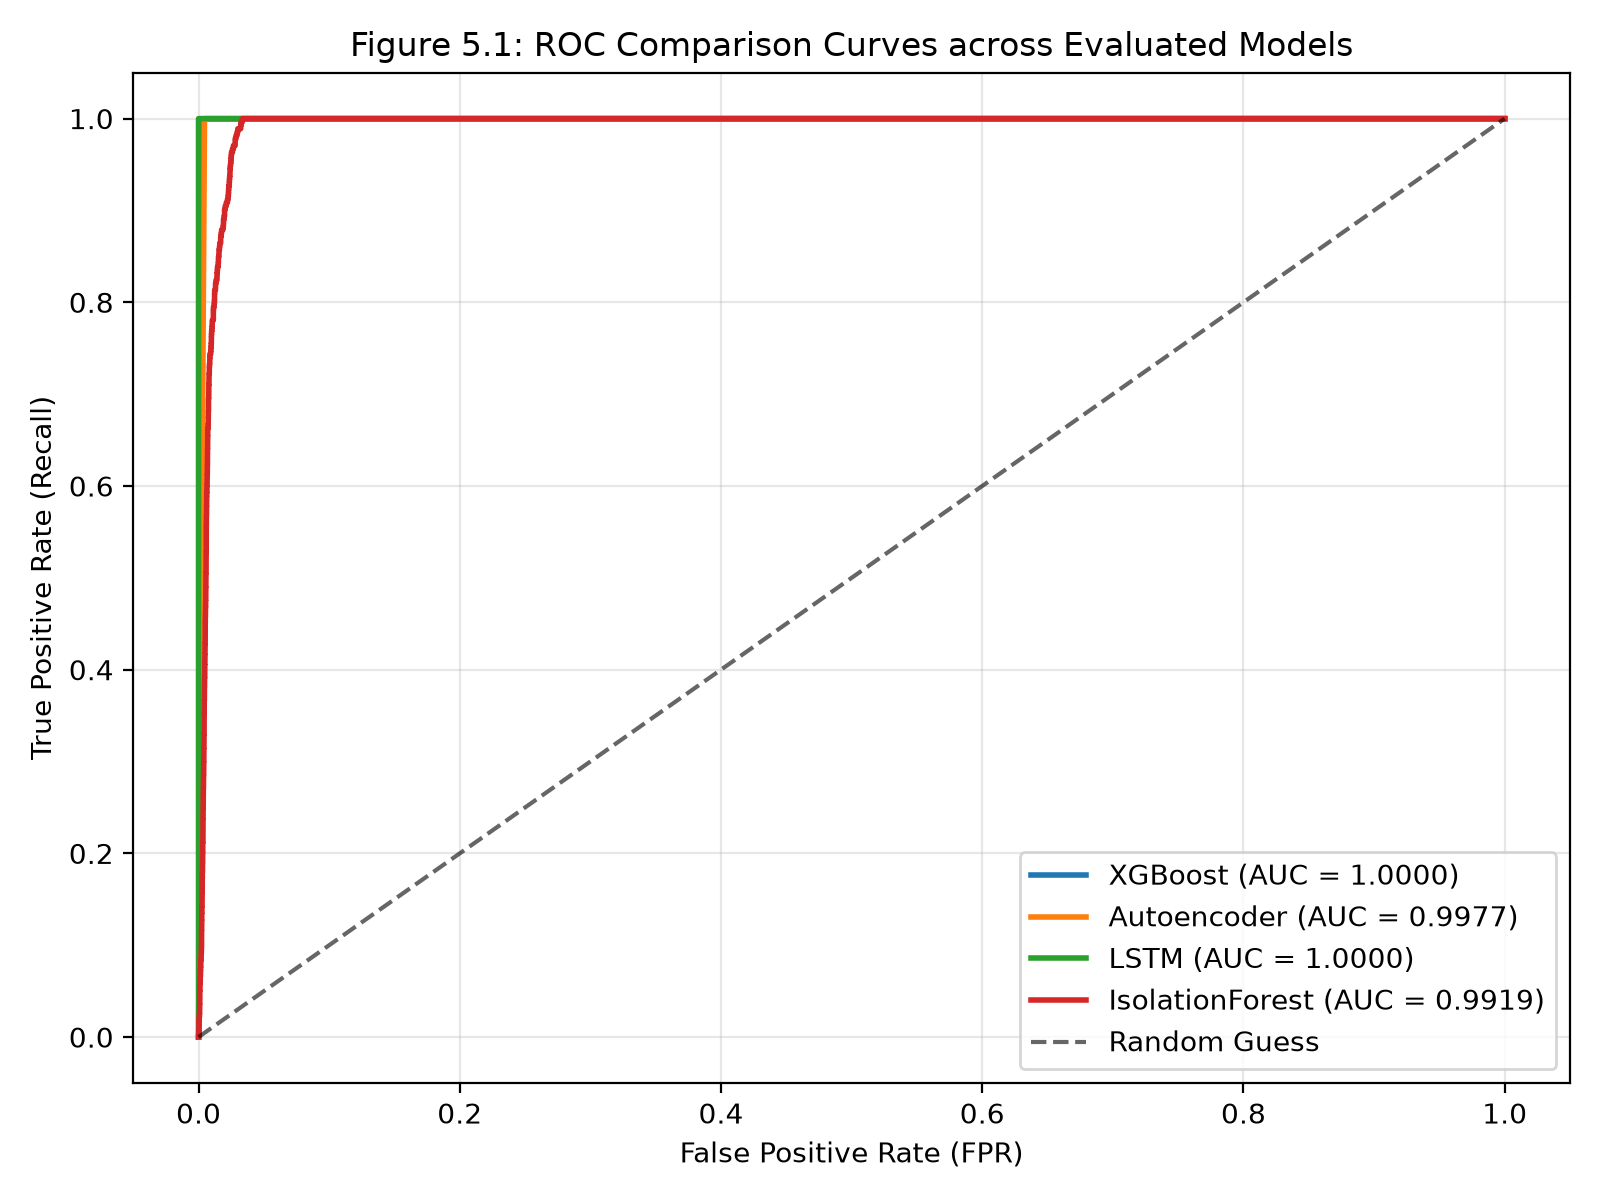 Figure 5.1: ROC Comparison Curves across Evaluated Models
True Positive Rate (Recall)
1.0
0.8
0.6
0.4
0.2
0.0
XGBoost (AUC = 1.0000)
Autoencoder (AUC = 0.9977)
LSTM (AUC = 1.0000)
IsolationForest (AUC = 0.9919)
Random Guess
0.0 0.2 0.4 0.6 0.8 1.0
False Positive Rate (FPR)